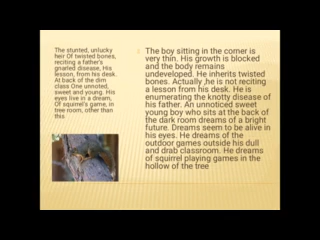 The stunted, unlucky
heir Of twisted bones,
reciting a father's
gnarled disease, His
lesson, from his desk.
At back of the dim
class One unnoted,
sweet and young. His
eyes live in a dream,
Of squirrel's game, in
tree room, other than
this
The boy sitting in the corner is
very thin. His growth is blocked
and the body remains
undeveloped. He inherits twisted
bones. Actually ,he is not reciting
a lesson from his desk. He is
enumerating the knotty disease of
his father. An unnoticed sweet
young boy who sits at the back of
the dark room dreams of a bright
future. Dreams seem to be alive in
his eyes. He dreams of the
outdoor games outside his dull
and drab classroom. He dreams
of squirrel playing games in the
hollow of the tree